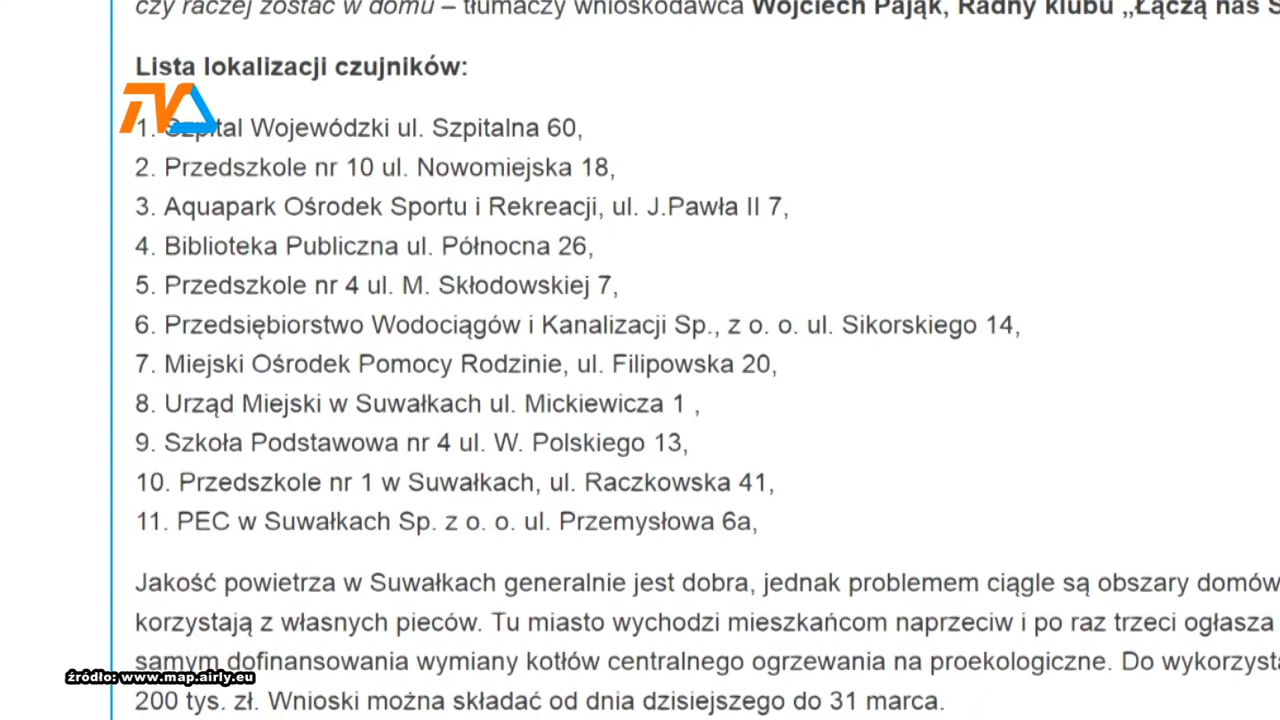 czy raczej zostać w domu – tłumaczy wnioskodawca Wojciech Pająk, Radny klubu „Łączą nas S
Lista lokalizacji czujników:
TVA
1. Szpital Wojewódzki ul. Szpitalna 60,
2. Przedszkole nr 10 ul. Nowomiejska 18,
3. Aquapark Ośrodek Sportu i Rekreacji, ul. J.Pawła II 7,
4. Biblioteka Publiczna ul. Północna 26,
5. Przedszkole nr 4 ul. M. Skłodowskiej 7,
6. Przedsiębiorstwo Wodociągów i Kanalizacji Sp., z o. o. ul. Sikorskiego 14,
7. Miejski Ośrodek Pomocy Rodzinie, ul. Filipowska 20,
8. Urząd Miejski w Suwałkach ul. Mickiewicza 1 ,
9. Szkoła Podstawowa nr 4 ul. W. Polskiego 13,
10. Przedszkole nr 1 w Suwałkach, ul. Raczkowska 41,
11. PEC w Suwałkach Sp. z o. o. ul. Przemysłowa 6a,
Jakość powietrza w Suwałkach generalnie jest dobra, jednak problemem ciągle są obszary domów
korzystają z własnych pieców. Tu miasto wychodzi mieszkańcom naprzeciw i po raz trzeci ogłasza
samym dofinansowania wymiany kotłów centralnego ogrzewania na proekologiczne. Do wykorzysta
źródło: www.map.airly.eu
200 tys. zł. Wnioski można składać od dnia dzisiejszego do 31 marca.